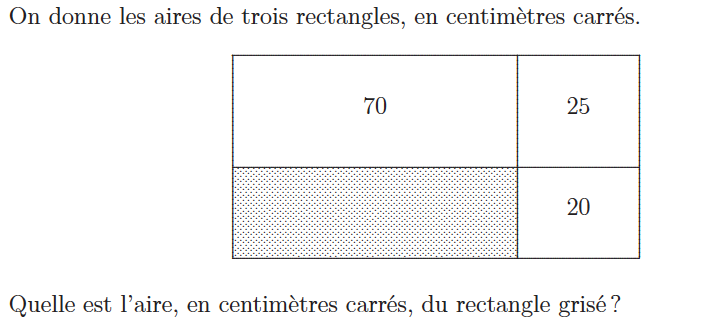 On donne les aires de trois rectangles, en centimètres carrés.
70 25
20
Quelle est l'aire, en centimètres carrés, du rectangle grisé ?